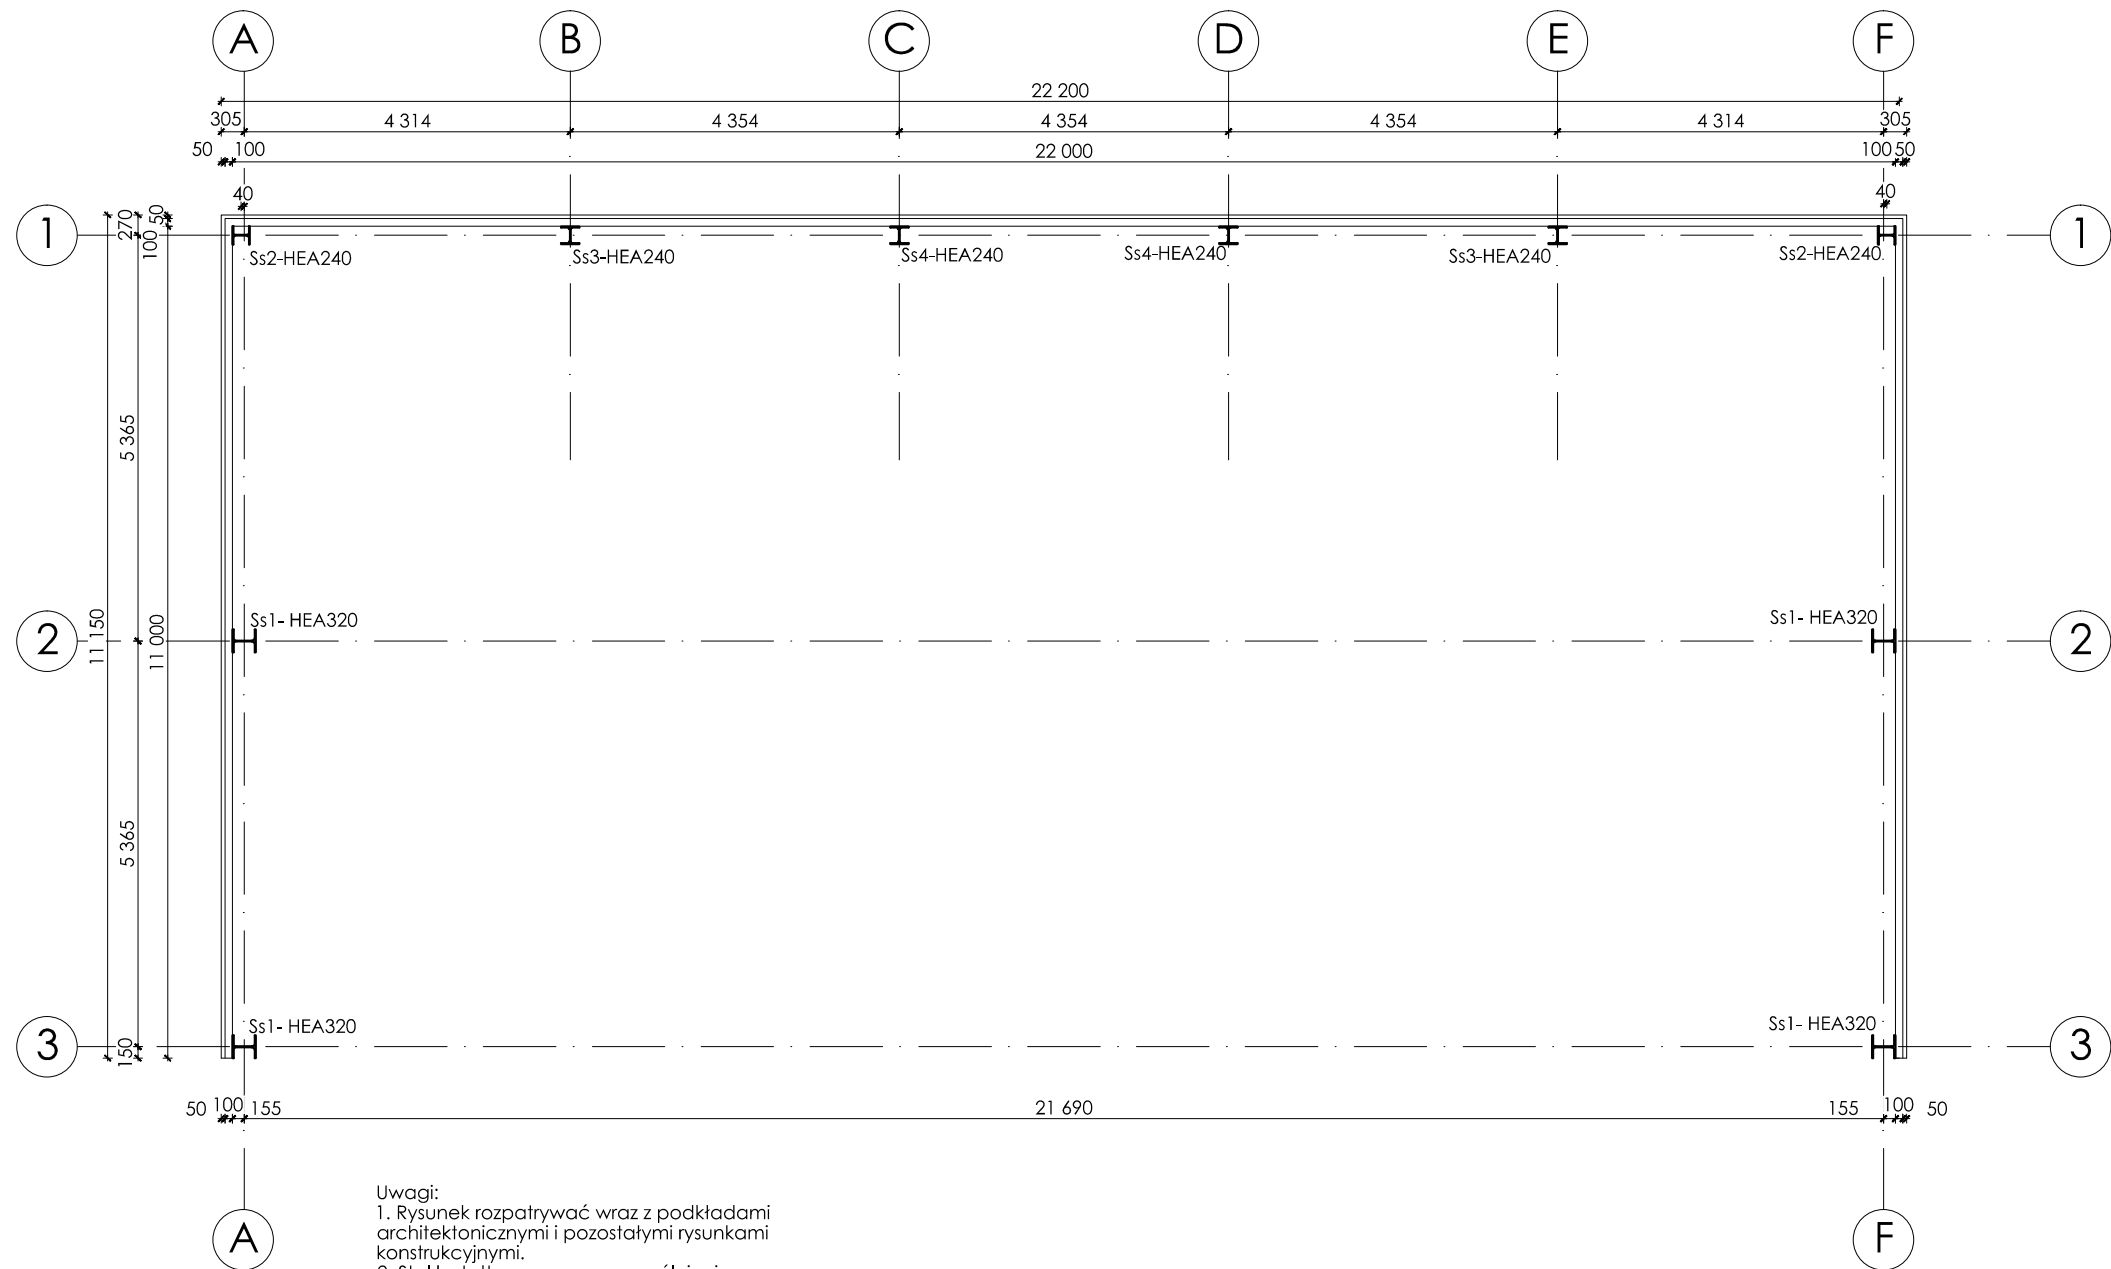 A B C D E F
22 200
305 4 314 4 354 4 354 4 354 4 314 305
50 100 22 000 100 50
40 40
1 270 100 50 1
Ss2-HEA240 Ss3-HEA240 Ss4-HEA240 Ss4-HEA240 Ss3-HEA240 Ss2-HEA240
5 365
Ss1- HEA320 Ss1- HEA320
2 11 150 11 000 2
5 365
Ss1- HEA320 Ss1- HEA320
3 150 3
50 100 155 21 690 155 100 50
Uwagi:
1. Rysunek rozpatrywać wraz z podkładami
architektonicznymi i pozostałymi rysunkami
konstrukcyjnymi.
A F